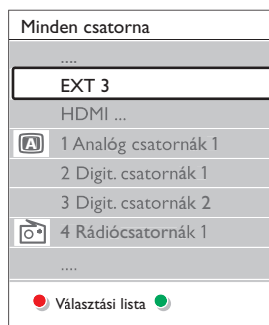 Minden csatorna
....
EXT 3
HDMI ...
A 1 Analóg csatornák 1
2 Digit. csatornák 1
3 Digit. csatornák 2
4 Rádiócsatornák 1
....
Választási lista